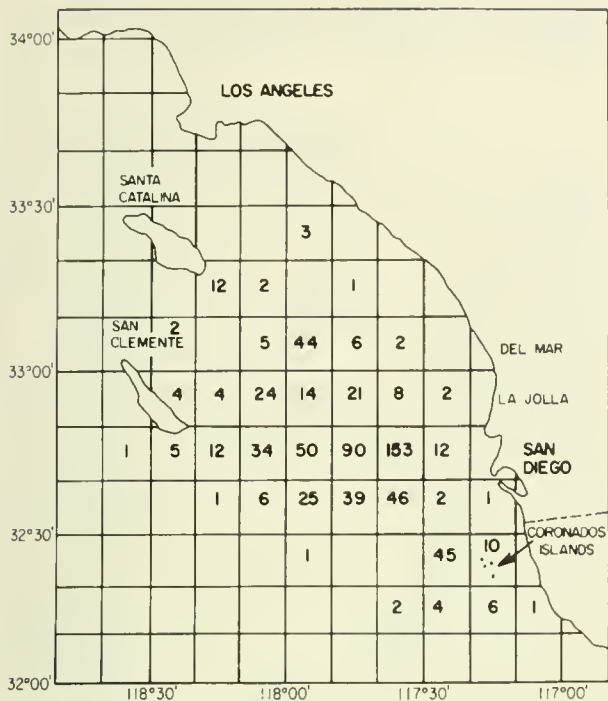 34°00'
LOS ANGELES
SANTA
CATALINA
33°30'
3
12 2 1
2
SAN
CLEMENTE
5 44 6 2
DEL MAR
33°00'
4 4 24 14 21 8 2
LA JOLLA
1 5 12 34 50 90 153 12
SAN
DIEGO
1 6 25 39 46 2 1
32°30'
CORONADOS
ISLANDS
1 45 10
2 4 6 1
32°00'
118°30' 118°00' 117°30' 117°00'